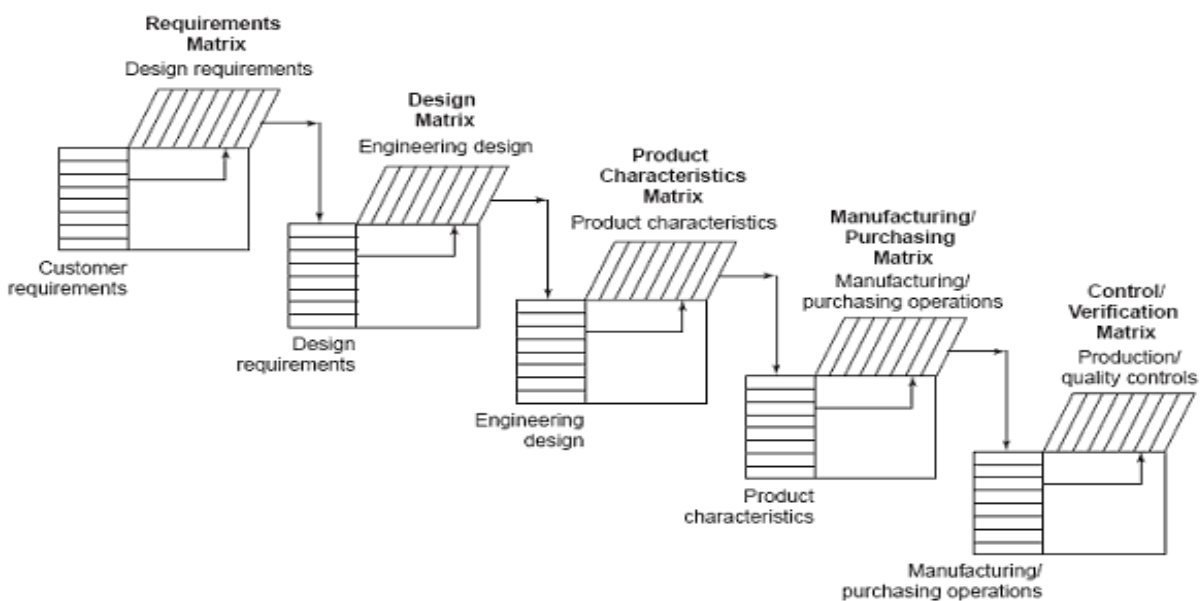 Requirements
Matrix
Design requirements
Customer
requirements
Design
Matrix
Engineering design
Design
requirements
Product
Characteristics
Matrix
Product characteristics
Engineering
design
Manufacturing/
Purchasing
Matrix
Manufacturing/
purchasing operations
Product
characteristics
Control/
Verification
Matrix
Production/
quality controls
Manufacturing/
purchasing operations